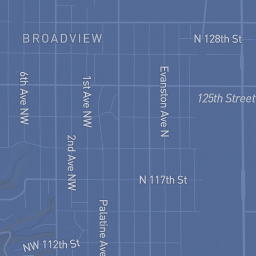 BROADVIEW
N 128th St
6th Ave NW
1st Ave NW
Evanston Ave N
125th Street
2nd Ave NW
N 117th St
Palatine Ave
NW 112th St